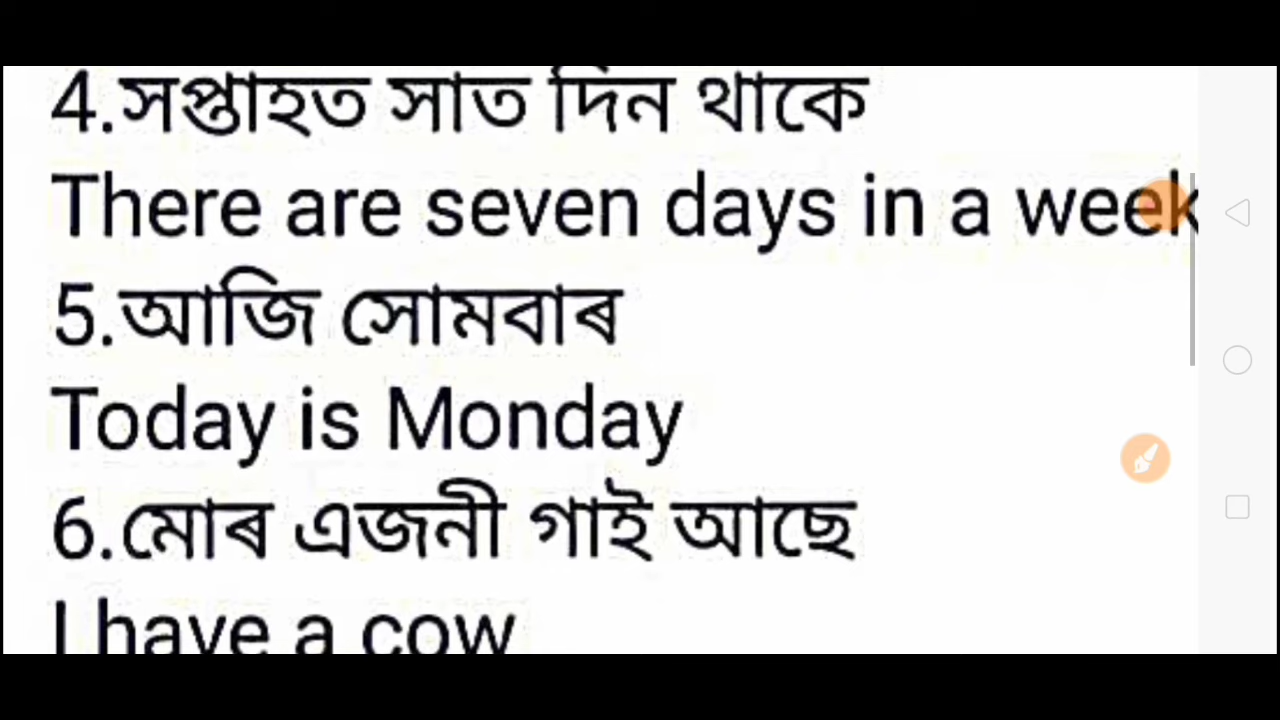 4.সপ্তাহত সাত দিন থাকে
There are seven days in a week
5.আজি সোমবাৰ
Today is Monday
6.মোৰ এজনী গাই আছে
I have a cow